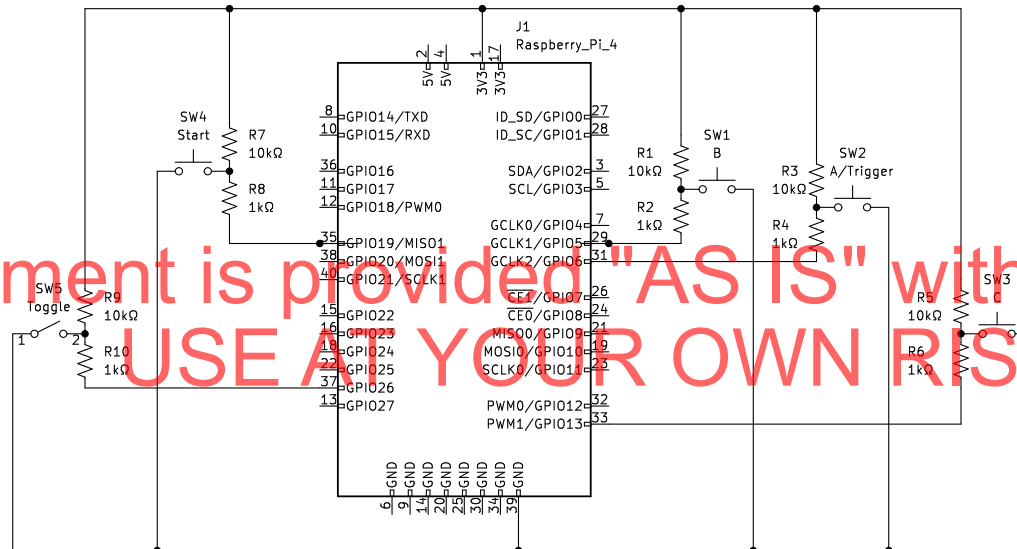 J1
Raspberry_Pi_4
2
4
1
17
5V
5V
3V3
3V3
8 GPIO14/TXD
10 GPIO15/RXD
36 GPIO16
11 GPIO17
12 GPIO18/PWM0
35 GPIO19/MISO1
38 GPIO20/MOSI1
40 GPIO21/SCLK1
15 GPIO22
16 GPIO23
18 GPIO24
22 GPIO25
37 GPIO26
13 GPIO27
ID_SD/GPIO0 27
ID_SC/GPIO1 28
SDA/GPIO2 3
SCL/GPIO3 5
GCLK0/GPIO4 7
GCLK1/GPIO5 29
GCLK2/GPIO6 31
CE1/GPIO7 26
CE0/GPIO8 24
MISO0/GPIO9 21
MOSI0/GPIO10 19
SCLK0/GPIO11 23
PWM0/GPIO12 32
PWM1/GPIO13 33
GND GND GND GND GND GND GND GND
6 9 14 20 25 30 34 39
SW4
Start
R7
10kΩ
R8
1kΩ
SW5
Toggle
1 2
R9
10kΩ
R10
1kΩ
R1
10kΩ
R2
1kΩ
SW1
B
R3
10kΩ
R4
1kΩ
SW2
A/Trigger
R5
10kΩ
R6
1kΩ
SW3
C
ment is provided "AS IS" with
USE AT YOUR OWN RIS